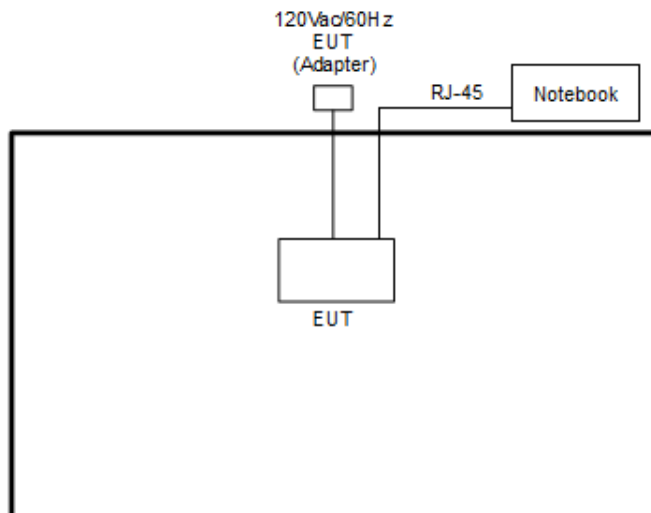 120Vac/60Hz
EUT
(Adapter)
RJ-45
Notebook
EUT